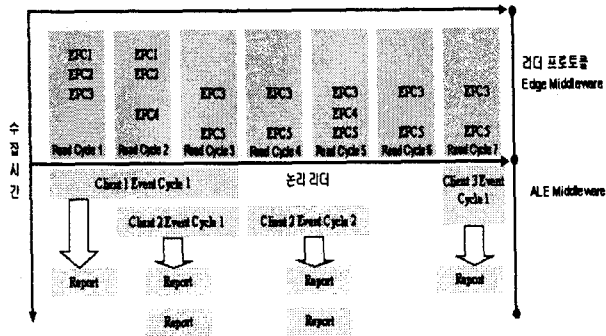 EPC1
EPC2
EPC3
Read Cycle 1
EPC1
EPC2
EPC4
Read Cycle 2
EPC3
EPC5
Read Cycle 3
EPC3
EPC5
Read Cycle 4
EPC3
EPC4
EPC5
Read Cycle 5
EPC3
EPC5
Read Cycle 6
EPC3
EPC5
Read Cycle 7
리더 프로토콜
Edge Middleware
수집시간
Client 1 Event Cycle 1
논리 리더
Client 3 Event
Cycle 1
ALE Middleware
Client 2 Event Cycle 1
Client 2 Event Cycle 2
Report
Report
Report
Report
Report
Report